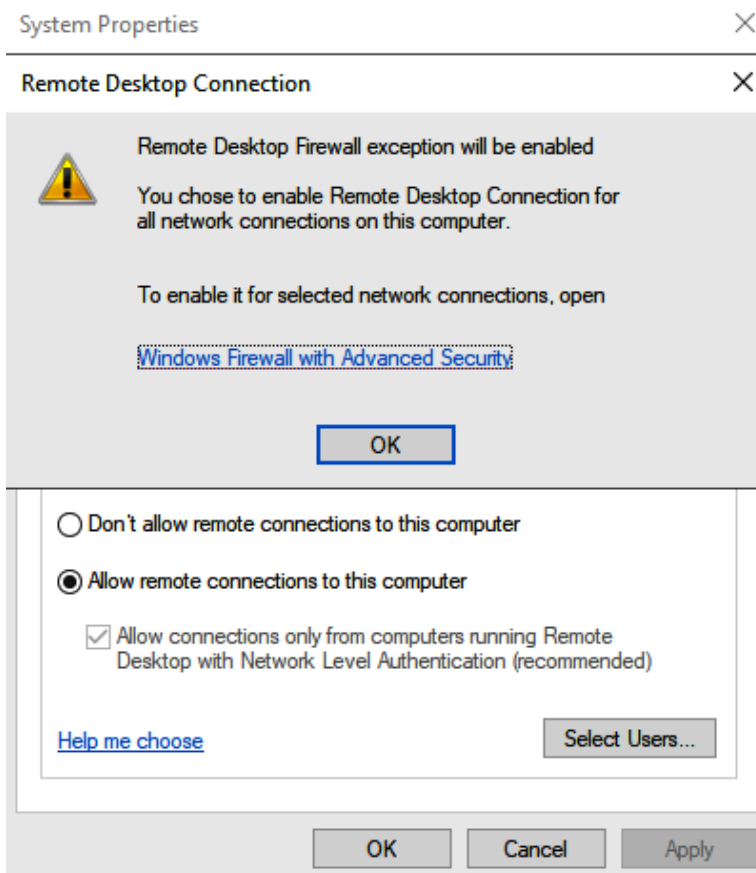 System Properties
Remote Desktop Connection
Remote Desktop Firewall exception will be enabled
You chose to enable Remote Desktop Connection for
all network connections on this computer.
To enable it for selected network connections, open
Windows Firewall with Advanced Security
OK
Don't allow remote connections to this computer
Allow remote connections to this computer
Allow connections only from computers running Remote
Desktop with Network Level Authentication (recommended)
Help me choose
Select Users...
OK
Cancel
Apply